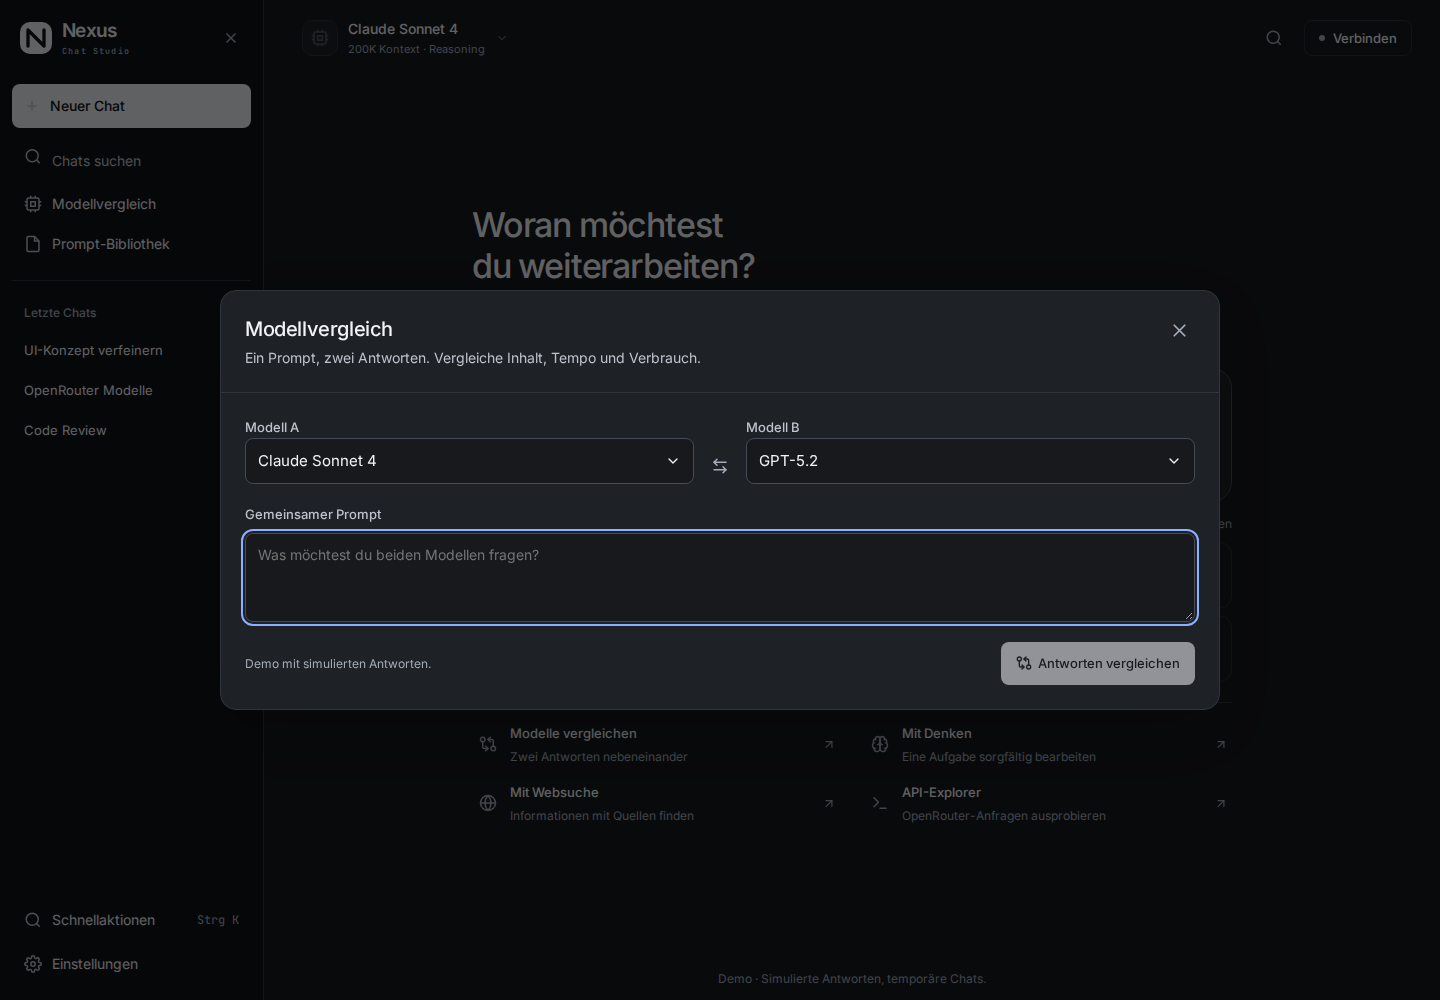 Nexus
Chat Studio
Neuer Chat
Chats suchen
Modellvergleich
Prompt-Bibliothek
Letzte Chats
UI-Konzept verfeinern
OpenRouter Modelle
Code Review
Schnellaktionen
Strg K
Einstellungen
Claude Sonnet 4
200K Kontext · Reasoning
Verbinden
Woran möchtest
du weiterarbeiten?
Modellvergleich
Ein Prompt, zwei Antworten. Vergleiche Inhalt, Tempo und Verbrauch.
Modell A
Claude Sonnet 4
Modell B
GPT-5.2
Gemeinsamer Prompt
Was möchtest du beiden Modellen fragen?
Demo mit simulierten Antworten.
Antworten vergleichen
Modelle vergleichen
Zwei Antworten nebeneinander
Mit Denken
Eine Aufgabe sorgfältig bearbeiten
Mit Websuche
Informationen mit Quellen finden
API-Explorer
OpenRouter-Anfragen ausprobieren
Demo · Simulierte Antworten, temporäre Chats.